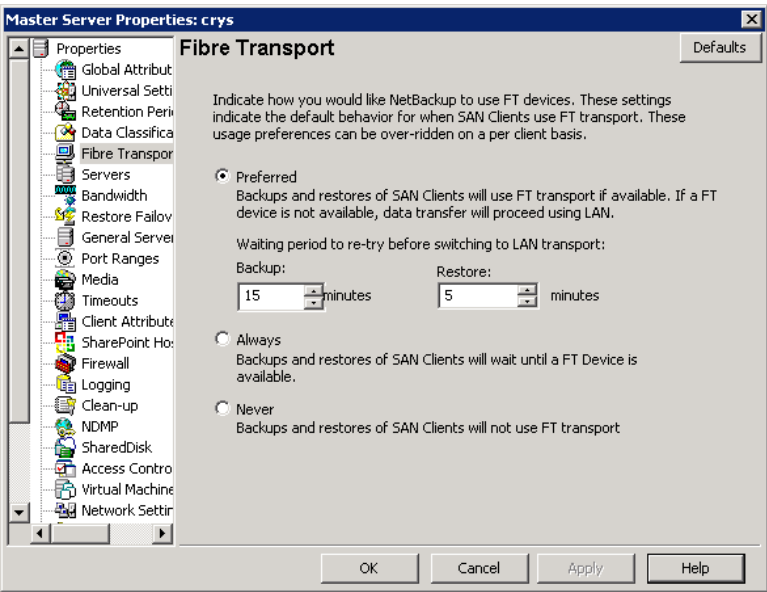 Master Server Properties: crys
Properties
Global Attribut
Universal Setti
Retention Peri
Data Classifica
Fibre Transpor
Servers
Bandwidth
Restore Failov
General Server
Port Ranges
Media
Timeouts
Client Attribute
SharePoint Hos
Firewall
Logging
Clean-up
NDMP
SharedDisk
Access Contro
Virtual Machine
Network Settin
Fibre Transport
Defaults
Indicate how you would like NetBackup to use FT devices. These settings
indicate the default behavior for when SAN Clients use FT transport. These
usage preferences can be over-ridden on a per client basis.
Preferred
Backups and restores of SAN Clients will use FT transport if available. If a FT
device is not available, data transfer will proceed using LAN.
Waiting period to re-try before switching to LAN transport:
Backup: Restore:
15 minutes 5 minutes
Always
Backups and restores of SAN Clients will wait until a FT Device is
available.
Never
Backups and restores of SAN Clients will not use FT transport
OK Cancel Apply Help